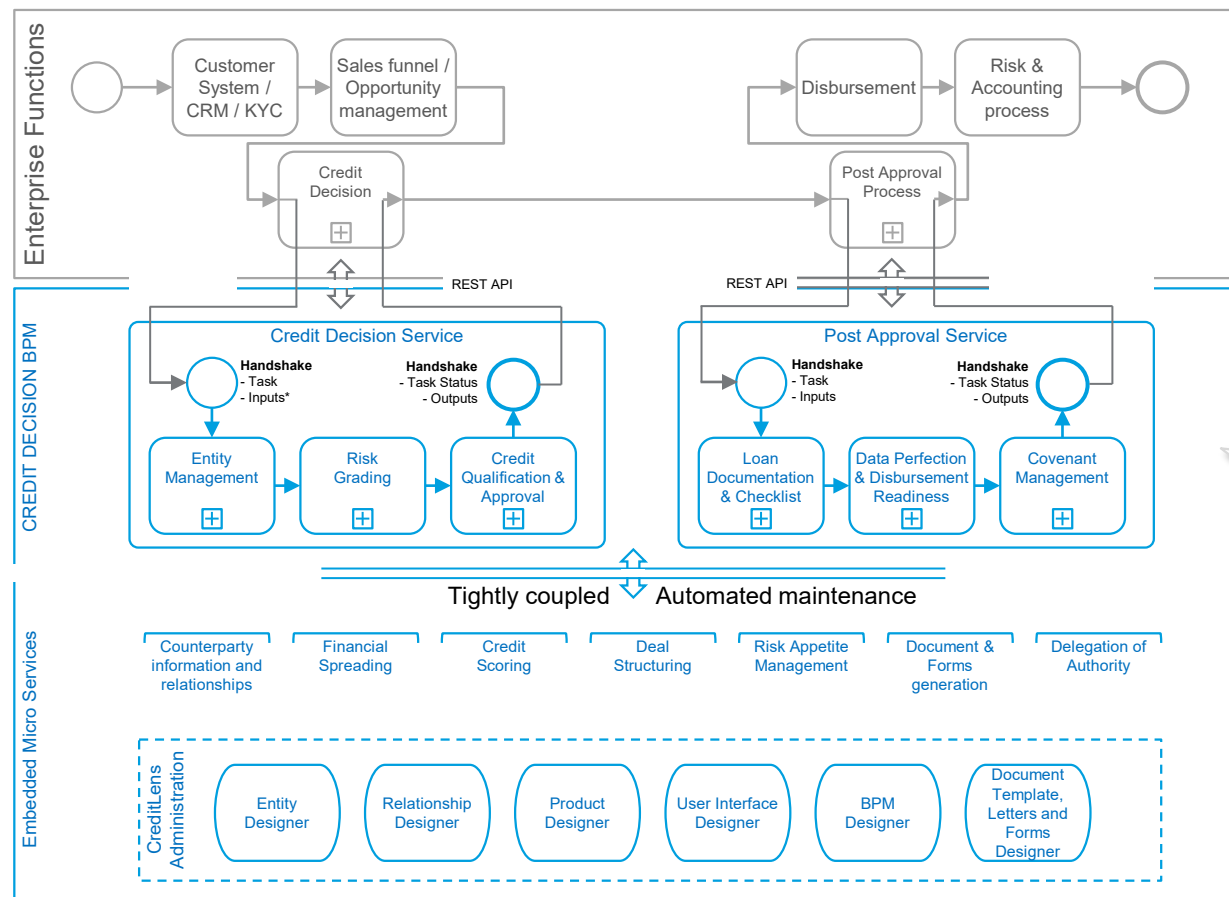 Enterprise Functions
Customer
System /
CRM / KYC
Sales funnel /
Opportunity
management
Disbursement
Risk &
Accounting
process
Credit
Decision
Post Approval
Process
REST API
REST API
CREDIT DECISION BPM
Credit Decision Service
Handshake
- Task
- Inputs*
Handshake
- Task Status
- Outputs
Entity
Management
Risk
Grading
Credit
Qualification &
Approval
Post Approval Service
Handshake
- Task
- Inputs
Handshake
- Task Status
- Outputs
Loan
Documentation
& Checklist
Data Perfection
& Disbursement
Readiness
Covenant
Management
Tightly coupled
Automated maintenance
Embedded Micro Services
Counterparty
information and
relationships
Financial
Spreading
Credit
Scoring
Deal
Structuring
Risk Appetite
Management
Document &
Forms
generation
Delegation of
Authority
CreditLens
Administration
Entity
Designer
Relationship
Designer
Product
Designer
User Interface
Designer
BPM
Designer
Document
Template,
Letters and
Forms
Designer